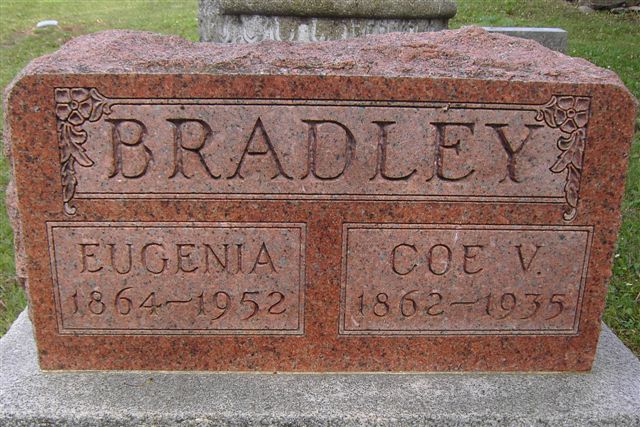 BRADLEY
EUGENIA
1864-1952
COE V.
1862-1935